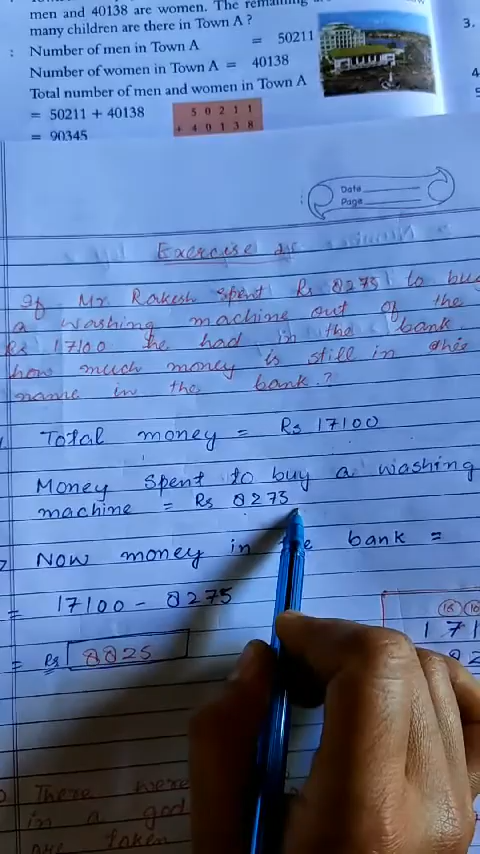 men and 40138 are women. The remaining
many children are there in Town A?
3.
: Number of men in Town A = 50211
Number of women in Town A = 40138
4
Total number of men and women in Town A
= 50211 + 40138
5 0 2 1 1
+ 4 0 1 3 8
= 90345
Date
Page
Exercise
If Mr. Rakesh spent Rs 8275 to buy
a washing machine out of the
Rs 17100 he had in the bank.
how much money is still in this
name in the bank.?
Total money = Rs 17100
Money spent to buy a washing
machine = Rs 8275
Now money in bank =
= 17100 - 8275
= Rs 8825
1 7 1
There were
in a god
are taken